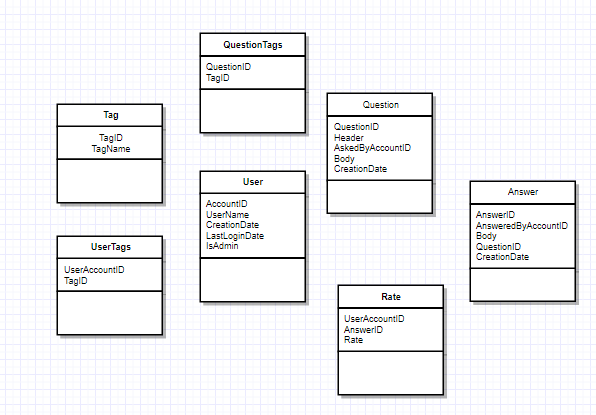 QuestionTags
QuestionID
TagID
Tag
TagID
TagName
Question
QuestionID
Header
AskedByAccountID
Body
CreationDate
User
AccountID
UserName
CreationDate
LastLoginDate
IsAdmin
Answer
AnswerID
AnsweredByAccountID
Body
QuestionID
CreationDate
UserTags
UserAccountID
TagID
Rate
UserAccountID
AnswerID
Rate